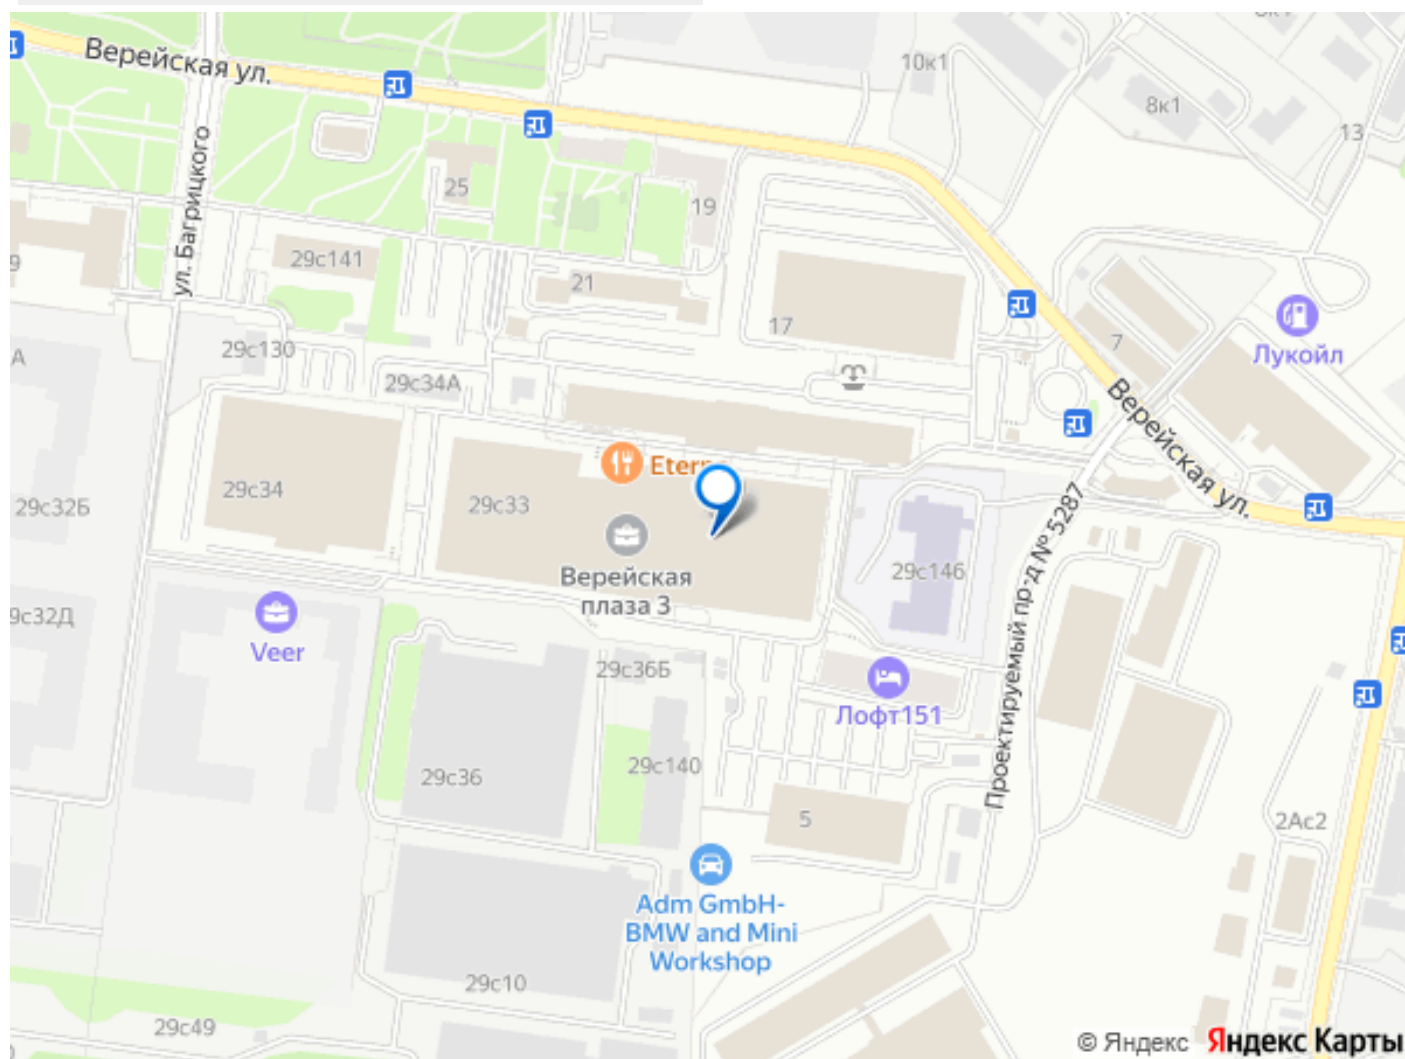 Верейская ул.
10к1
8к1
13
ул. Багрицкого
25
19
29с141
21
17
7
Лукойл
А
29с130
29с34А
Верейская ул.
29с34
29с33
29с32Б
Верейская
плаза 3
29с146
Проектируемый пр-д № 5287
9с32Д
Veer
29с36Б
Лофт151
29с36
29с140
5
2Ас2
Adm GmbH-
BMW and Mini
Workshop
29с10
29с49
© Яндекс Яндекс Карты